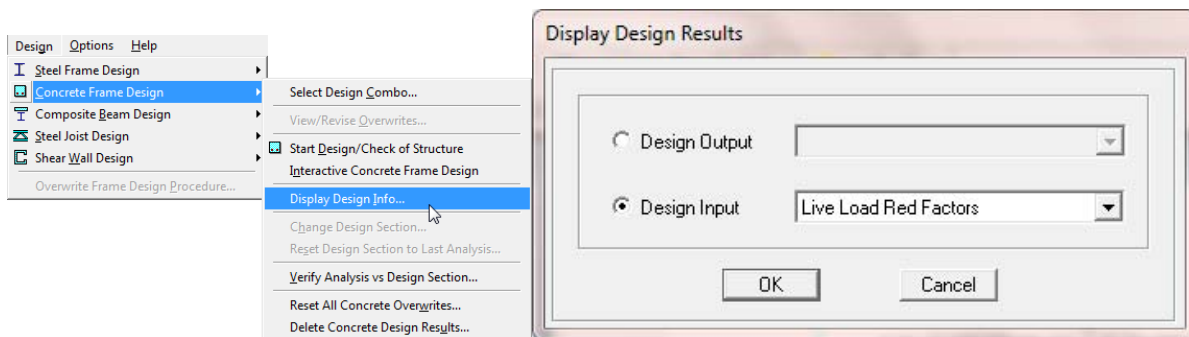 Design Options Help
Steel Frame Design
Concrete Frame Design
Composite Beam Design
Steel Joist Design
Shear Wall Design
Overwrite Frame Design Procedure...
Select Design Combo...
View/Revise Overwrites...
Start Design/Check of Structure
Interactive Concrete Frame Design
Display Design Info...
Change Design Section...
Reset Design Section to Last Analysis...
Verify Analysis vs Design Section...
Reset All Concrete Overwrites...
Delete Concrete Design Results...
Display Design Results
Design Output
Design Input Live Load Red Factors
OK Cancel